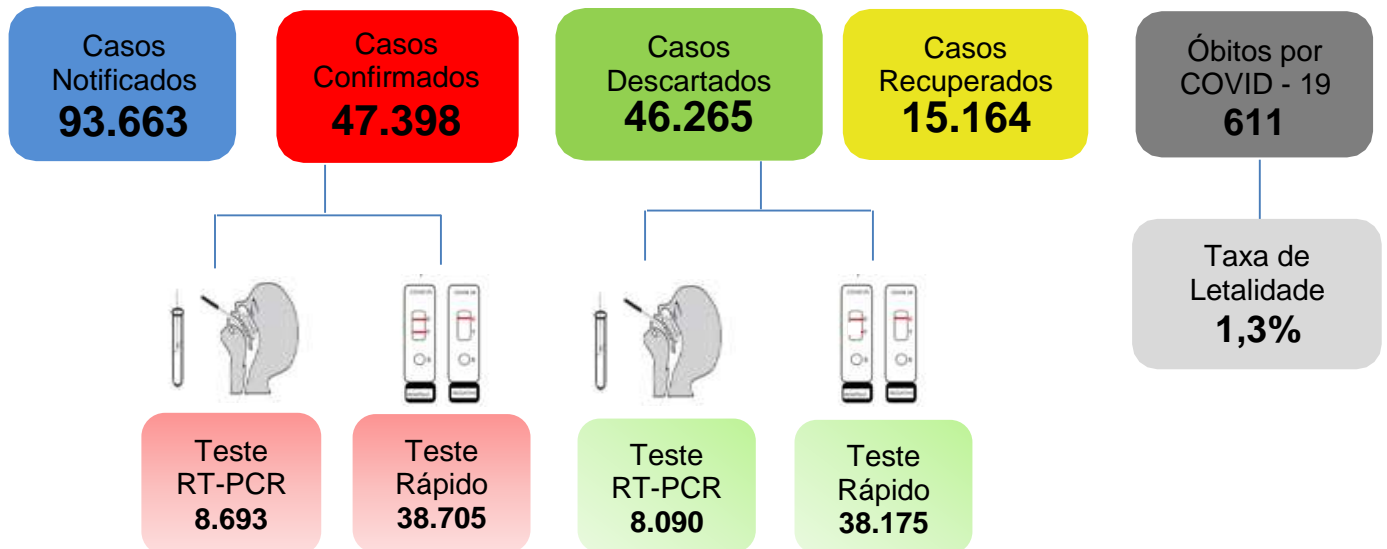 Casos
Notificados
93.663
Casos
Confirmados
47.398
Casos
Descartados
46.265
Casos
Recuperados
15.164
Óbitos por
COVID - 19
611
Taxa de
Letalidade
1,3%
Teste
RT-PCR
8.693
Teste
Rápido
38.705
Teste
RT-PCR
8.090
Teste
Rápido
38.175